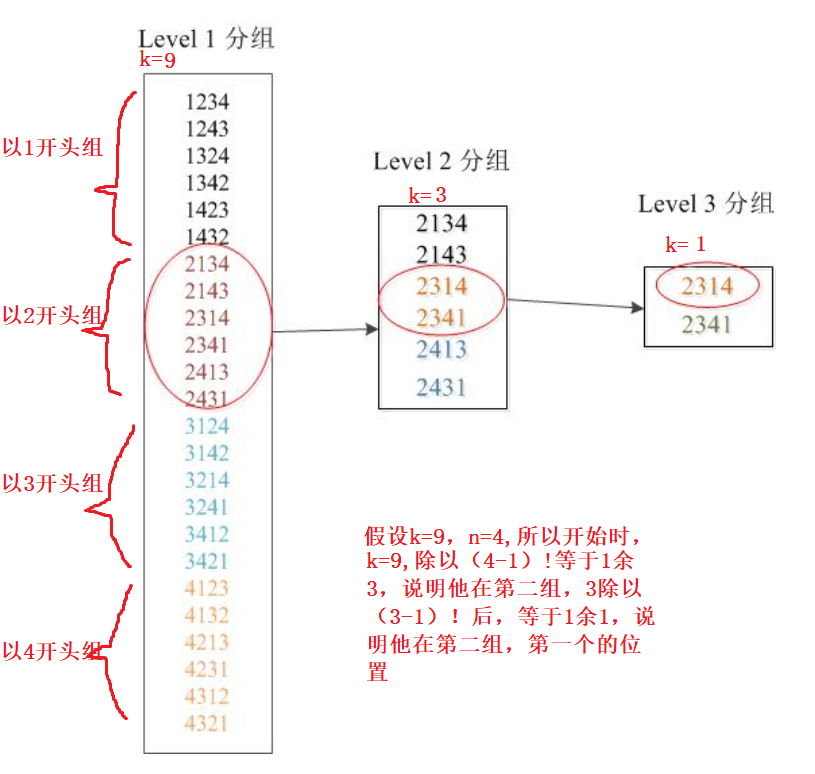 Level 1 分组
k=9
以1开头组
1234
1243
1324
1342
1423
1432
以2开头组
2134
2143
2314
2341
2413
2431
以3开头组
3124
3142
3214
3241
3412
3421
以4开头组
4123
4132
4213
4231
4312
4321
Level 2 分组
k=3
2134
2143
2314
2341
2413
2431
Level 3 分组
k= 1
2314
2341
假设k=9，n=4,所以开始时，
k=9,除以（4-1）!等于1余
3，说明他在第二组，3除以
（3-1）！后，等于1余1，说
明他在第二组，第一个的位
置